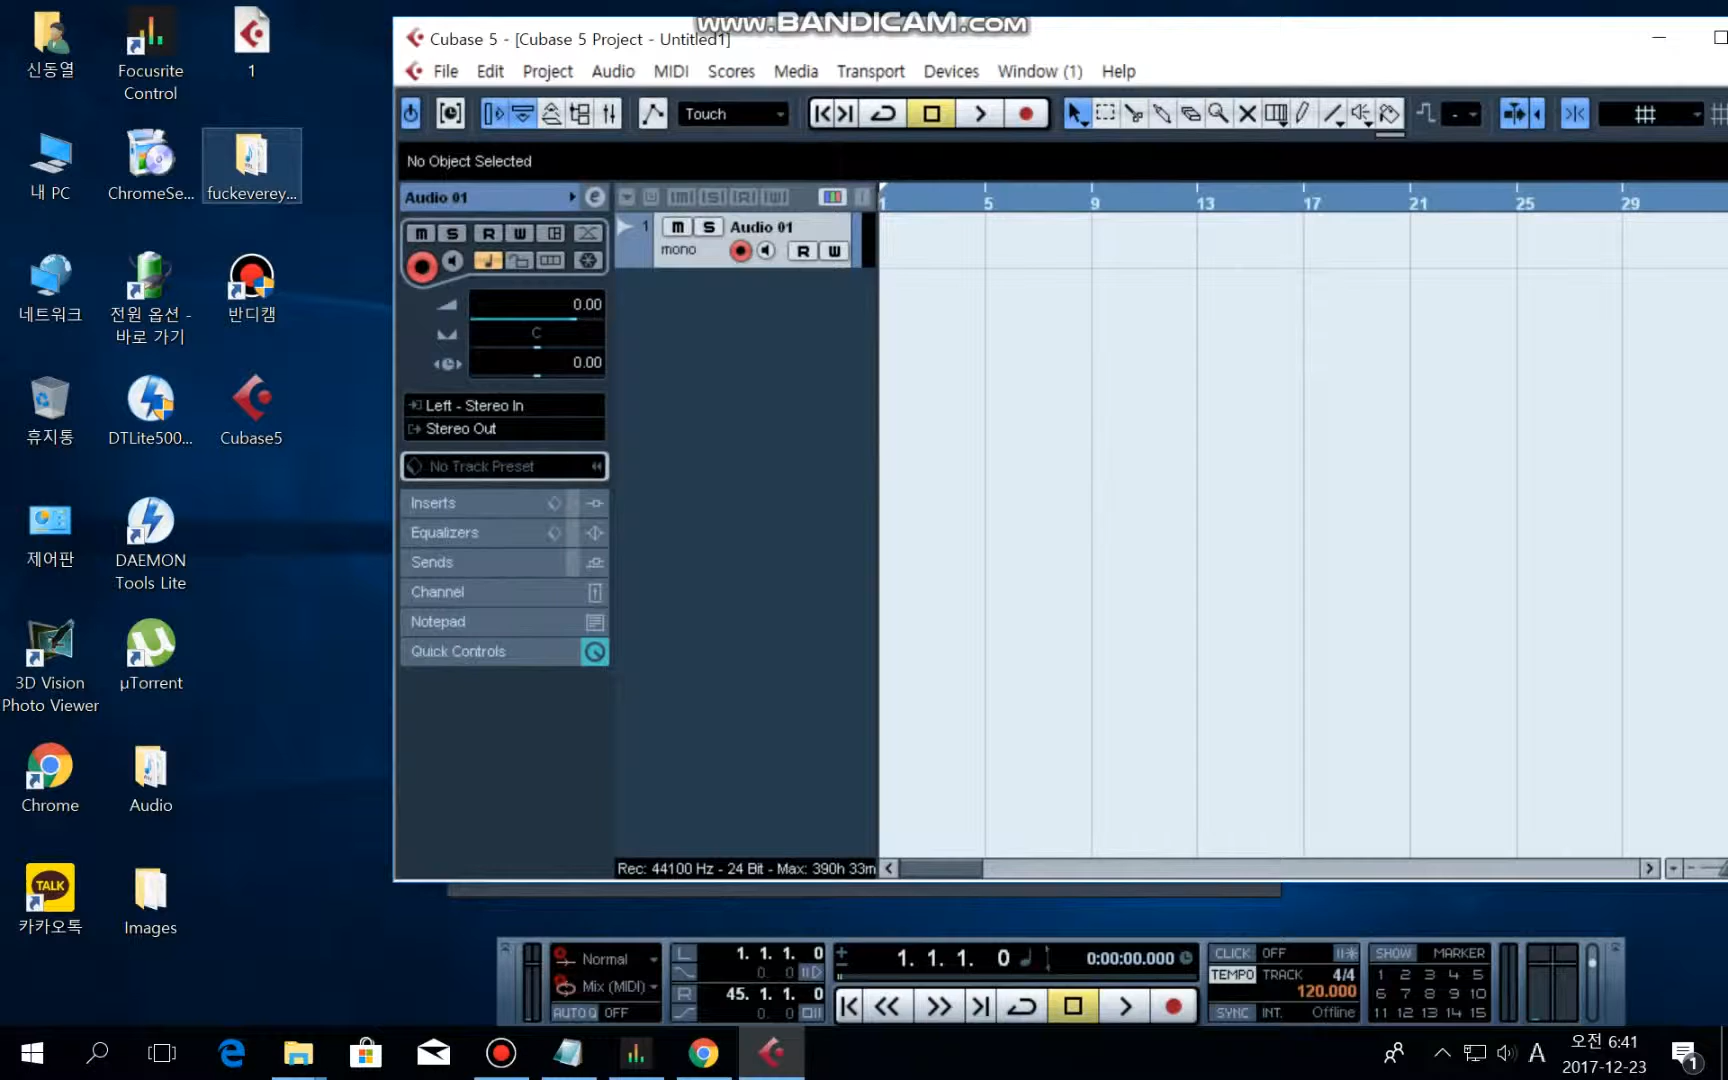 www.BANDICAM.com
신동열
Focusrite
Control
1
내 PC
ChromeSe...
fuckeverey...
네트워크
전원 옵션 -
바로 가기
반디캠
휴지통
DTLite500...
Cubase5
제어판
DAEMON
Tools Lite
3D Vision
Photo Viewer
µTorrent
Chrome
Audio
TALK
카카오톡
Images
Cubase 5 - [Cubase 5 Project - Untitled1]
File Edit Project Audio MIDI Scores Media Transport Devices Window (1) Help
Touch
No Object Selected
Audio 01
M S R W
0.00
C
0.00
Left - Stereo In
Stereo Out
No Track Preset
Inserts
Equalizers
Sends
Channel
Notepad
Quick Controls
1 M S Audio 01
mono R W
1 5 9 13 17 21 25 29
Rec: 44100 Hz - 24 Bit - Max: 390h 33m
Normal
Mix (MIDI)
AUTO Q OFF
L 1. 1. 1. 0
0. 0
R 45. 1. 1. 0
0. 0
1. 1. 1. 0
0:00:00.000
CLICK OFF
TEMPO TRACK 4/4
120.000
SYNC INT. Offline
SHOW MARKER
1 2 3 4 5
6 7 8 9 10
11 12 13 14 15
A
오전 6:41
2017-12-23
1